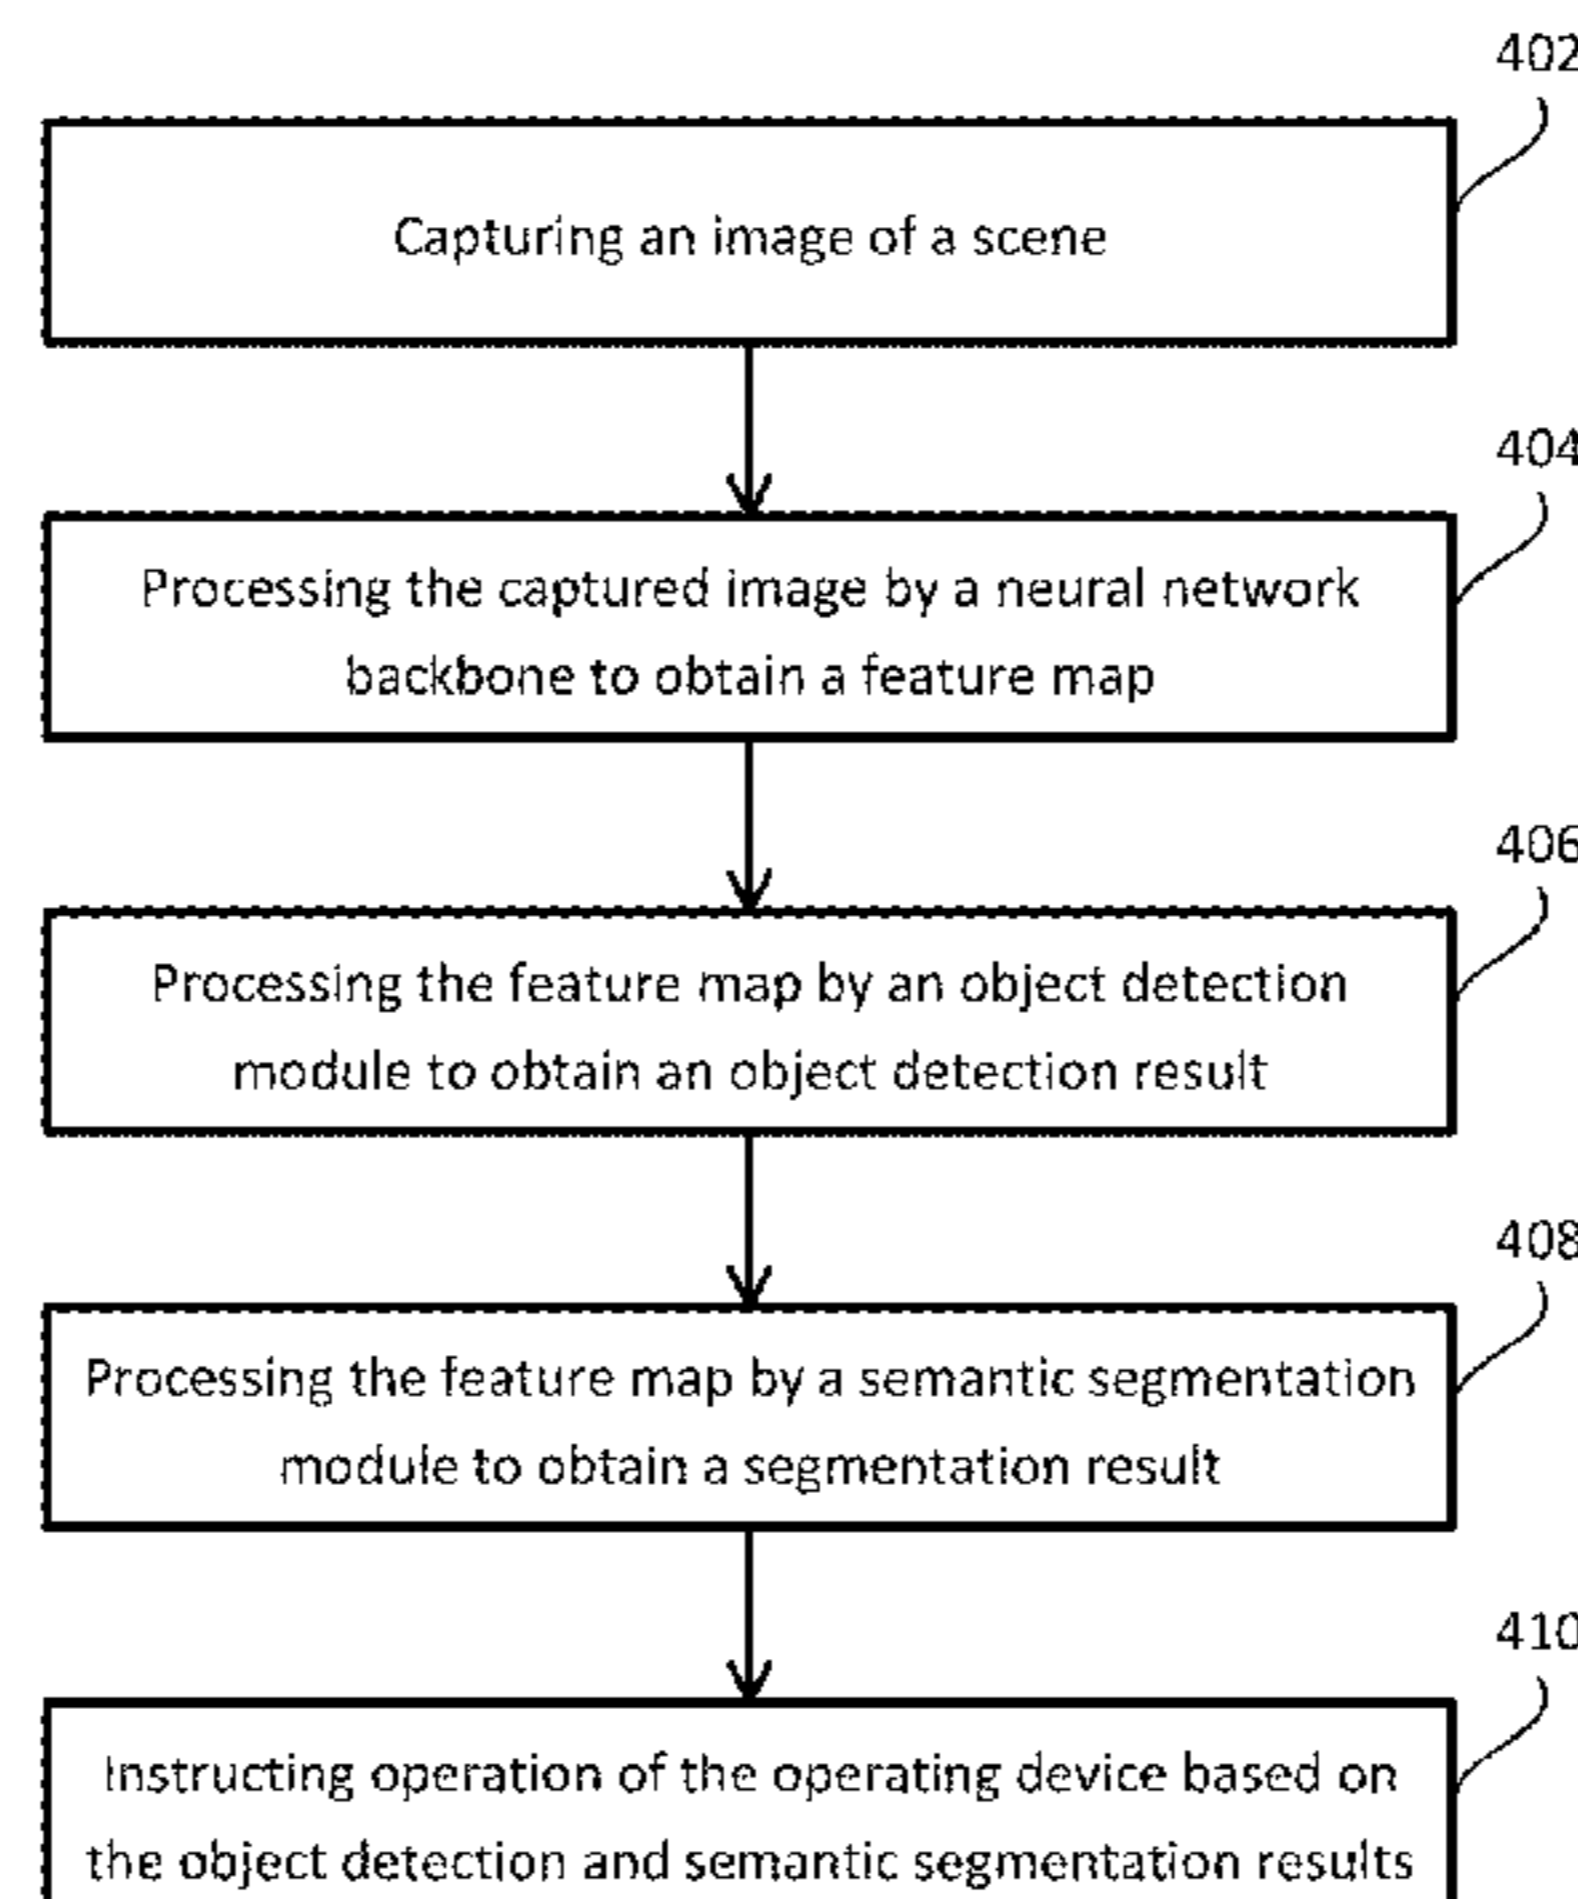 402
Capturing an image of a scene
404
Processing the captured image by a neural network
backbone to obtain a feature map
406
Processing the feature map by an object detection
module to obtain an object detection result
408
Processing the feature map by a semantic segmentation
module to obtain a segmentation result
410
Instructing operation of the operating device based on
the object detection and semantic segmentation results